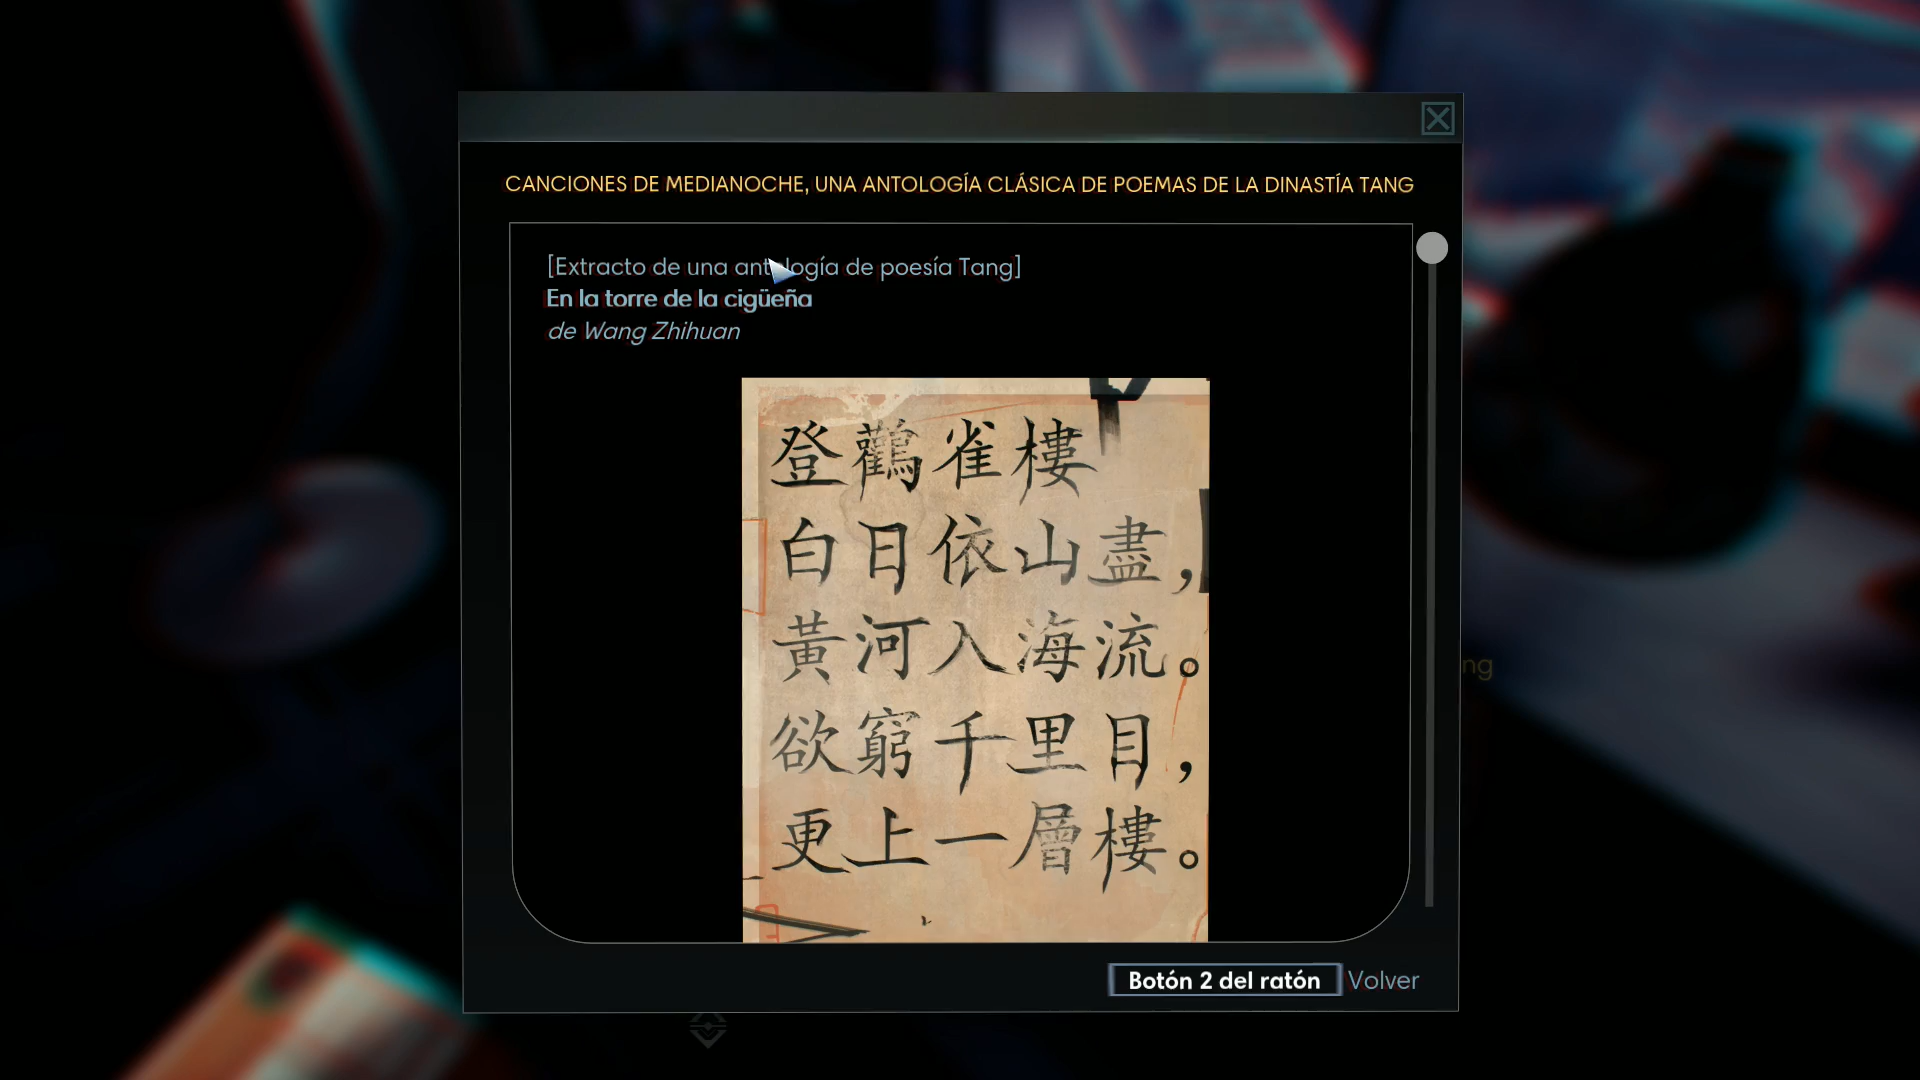 CANCIONES DE MEDIANOCHE, UNA ANTOLOGÍA CLÁSICA DE POEMAS DE LA DINASTÍA TANG
[Extracto de una antología de poesía Tang]
En la torre de la cigüeña
de Wang Zhihuan
登鸛雀樓
白日依山盡，
黃河入海流。
欲窮千里目，
更上一層樓。
ng
Botón 2 del ratón Volver